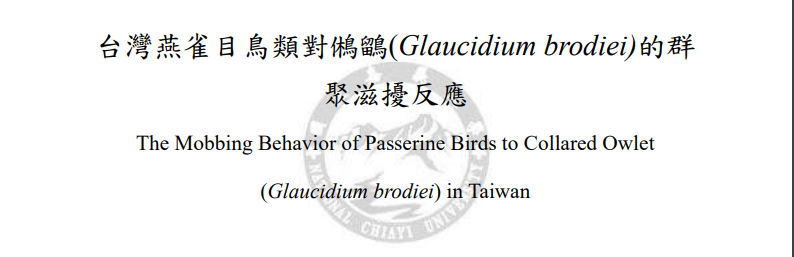 台灣燕雀目鳥類對鵂鶹(Glaucidium brodiei)的群
聚滋擾反應
The Mobbing Behavior of Passerine Birds to Collared Owlet
(Glaucidium brodiei) in Taiwan
NATIONAL CHIAYI UNIVERSITY